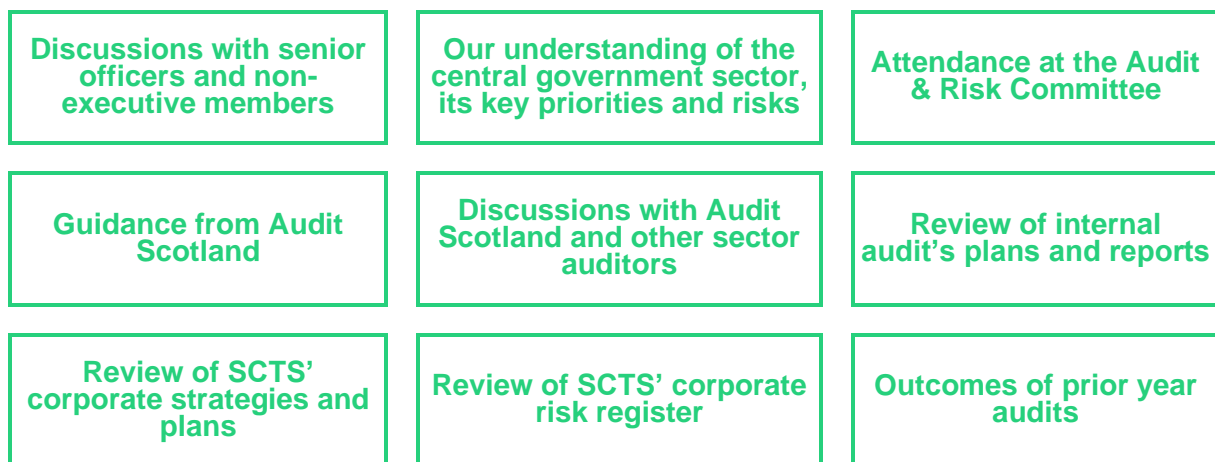 Discussions with senior
officers and non-
executive members
Our understanding of the
central government sector,
its key priorities and risks
Attendance at the Audit
& Risk Committee
Guidance from Audit
Scotland
Discussions with Audit
Scotland and other sector
auditors
Review of internal
audit’s plans and reports
Review of SCTS’
corporate strategies and
plans
Review of SCTS’ corporate
risk register
Outcomes of prior year
audits